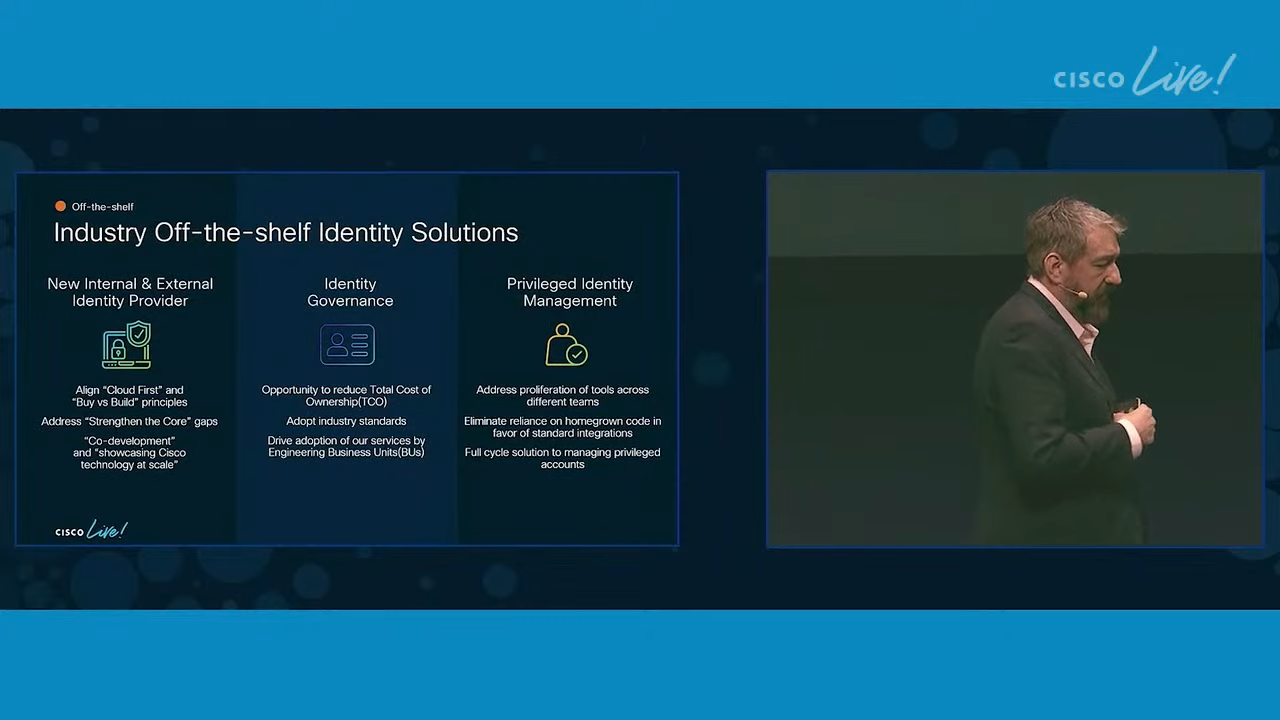 CISCO Live!
Off-the-shelf
Industry Off-the-shelf Identity Solutions
New Internal & External
Identity Provider
Align “Cloud First” and
“Buy vs Build” principles
Address “Strengthen the Core” gaps
“Co-development”
and “showcasing Cisco
technology at scale”
Identity
Governance
Opportunity to reduce Total Cost of
Ownership(TCO)
Adopt industry standards
Drive adoption of our services by
Engineering Business Units(BUs)
Privileged Identity
Management
Address proliferation of tools across
different teams
Eliminate reliance on homegrown code in
favor of standard integrations
Full cycle solution to managing privileged
accounts
CISCO Live!